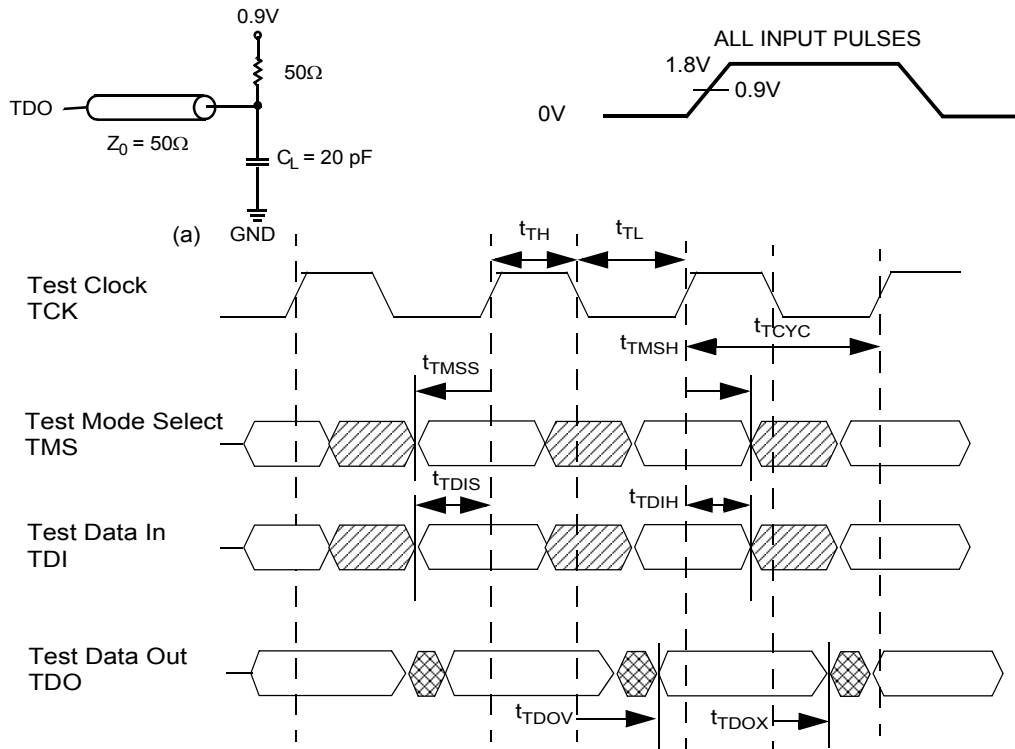 0.9V
50Ω
TDO
Z0 = 50Ω
CL = 20 pF
(a) GND
ALL INPUT PULSES
1.8V
0.9V
0V
tTH
tTL
Test Clock
TCK
tTMSH
tTCYC
tTMSS
Test Mode Select
TMS
tTDIS
tTDIH
Test Data In
TDI
Test Data Out
TDO
tTDOV
tTDOX